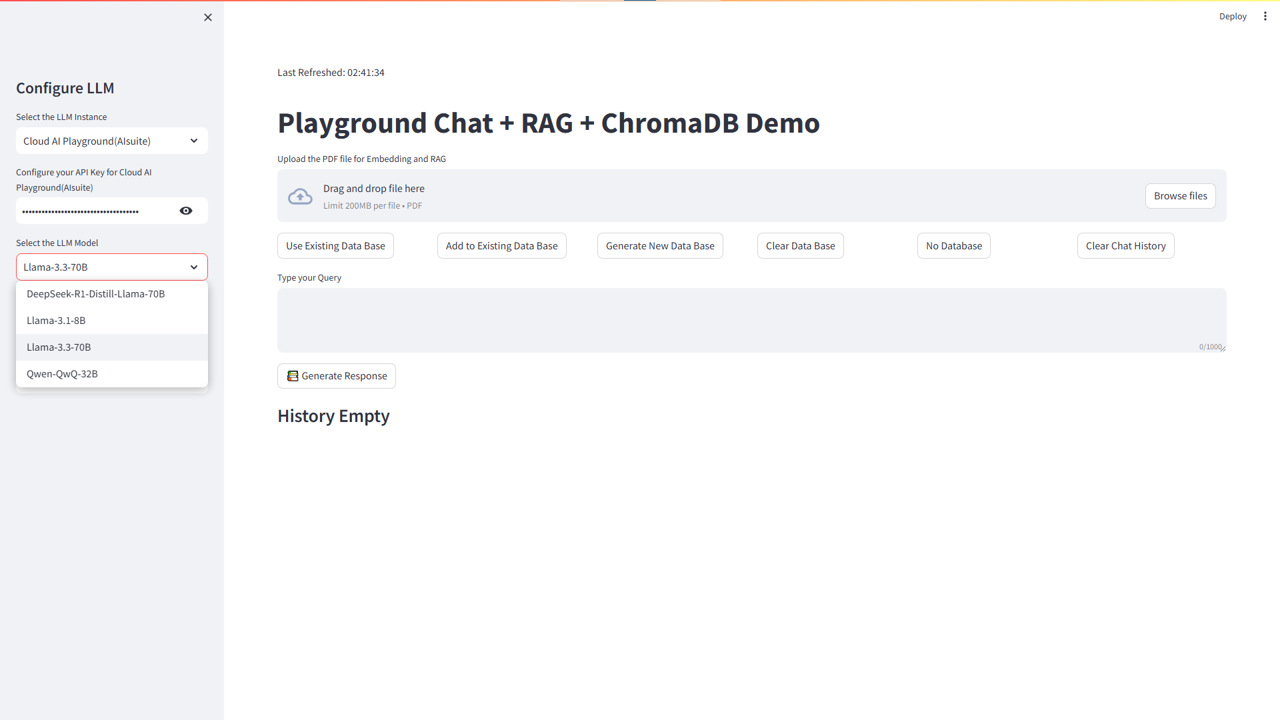 Deploy
Configure LLM
Select the LLM Instance
Cloud AI Playground(AIsuite)
Configure your API Key for Cloud AI
Playground(AIsuite)
••••••••••••••••••••••••••••••••••••
Select the LLM Model
Llama-3.3-70B
DeepSeek-R1-Distill-Llama-70B
Llama-3.1-8B
Llama-3.3-70B
Qwen-QwQ-32B
Last Refreshed: 02:41:34
Playground Chat + RAG + ChromaDB Demo
Upload the PDF file for Embedding and RAG
Drag and drop file here
Limit 200MB per file • PDF
Browse files
Use Existing Data Base
Add to Existing Data Base
Generate New Data Base
Clear Data Base
No Database
Clear Chat History
Type your Query
0/1000
Generate Response
History Empty